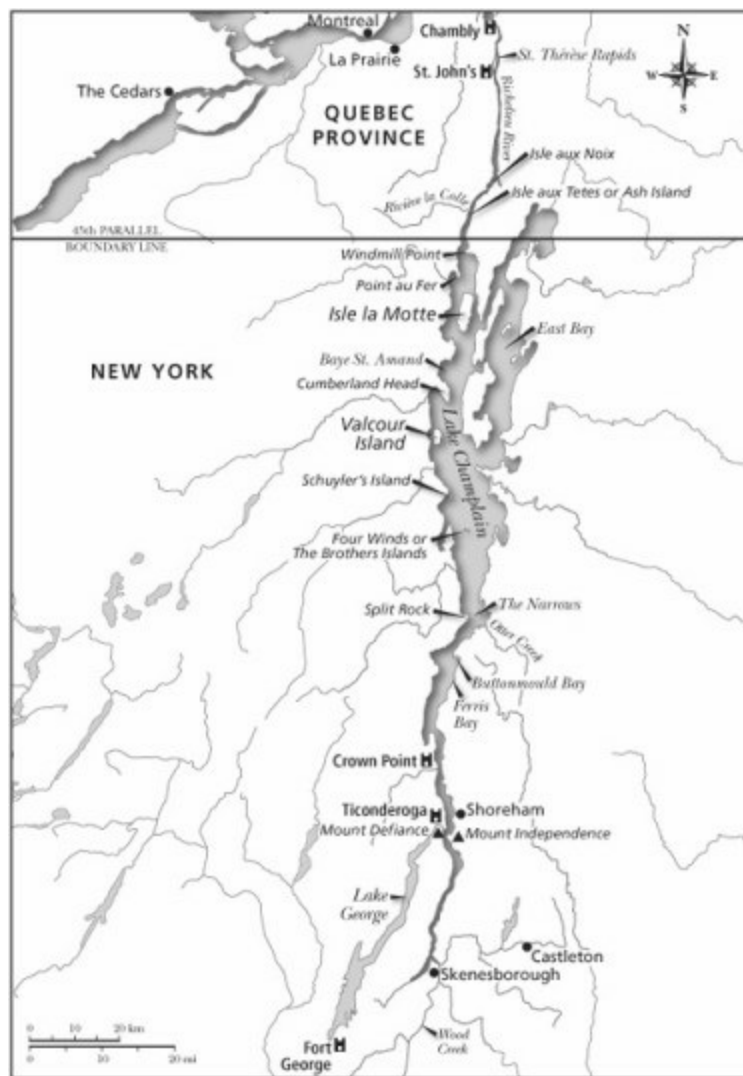 Montreal
La Prairie
The Cedars
Chambly
St. Thérèse Rapids
St. John's
N
W
E
S
QUEBEC
PROVINCE
Richelieu River
Isle aux Noix
Rivière la Colle
Isle aux Tetes or Ash Island
45th PARALLEL
BOUNDARY LINE
Windmill Point
Point au Fer
Isle la Motte
East Bay
NEW YORK
Baye St. Amand
Cumberland Head
Valcour
Island
Lake Champlain
Schuyler's Island
Four Winds or
The Brothers Islands
Split Rock
The Narrows
Otter Creek
Buttonmould Bay
Ferris
Bay
Crown Point
Ticonderoga
Shoreham
Mount Defiance
Mount Independence
Lake
George
Castleton
Skenesborough
Wood
Creek
Fort
George
0 10 20 km
0 10 20 mi